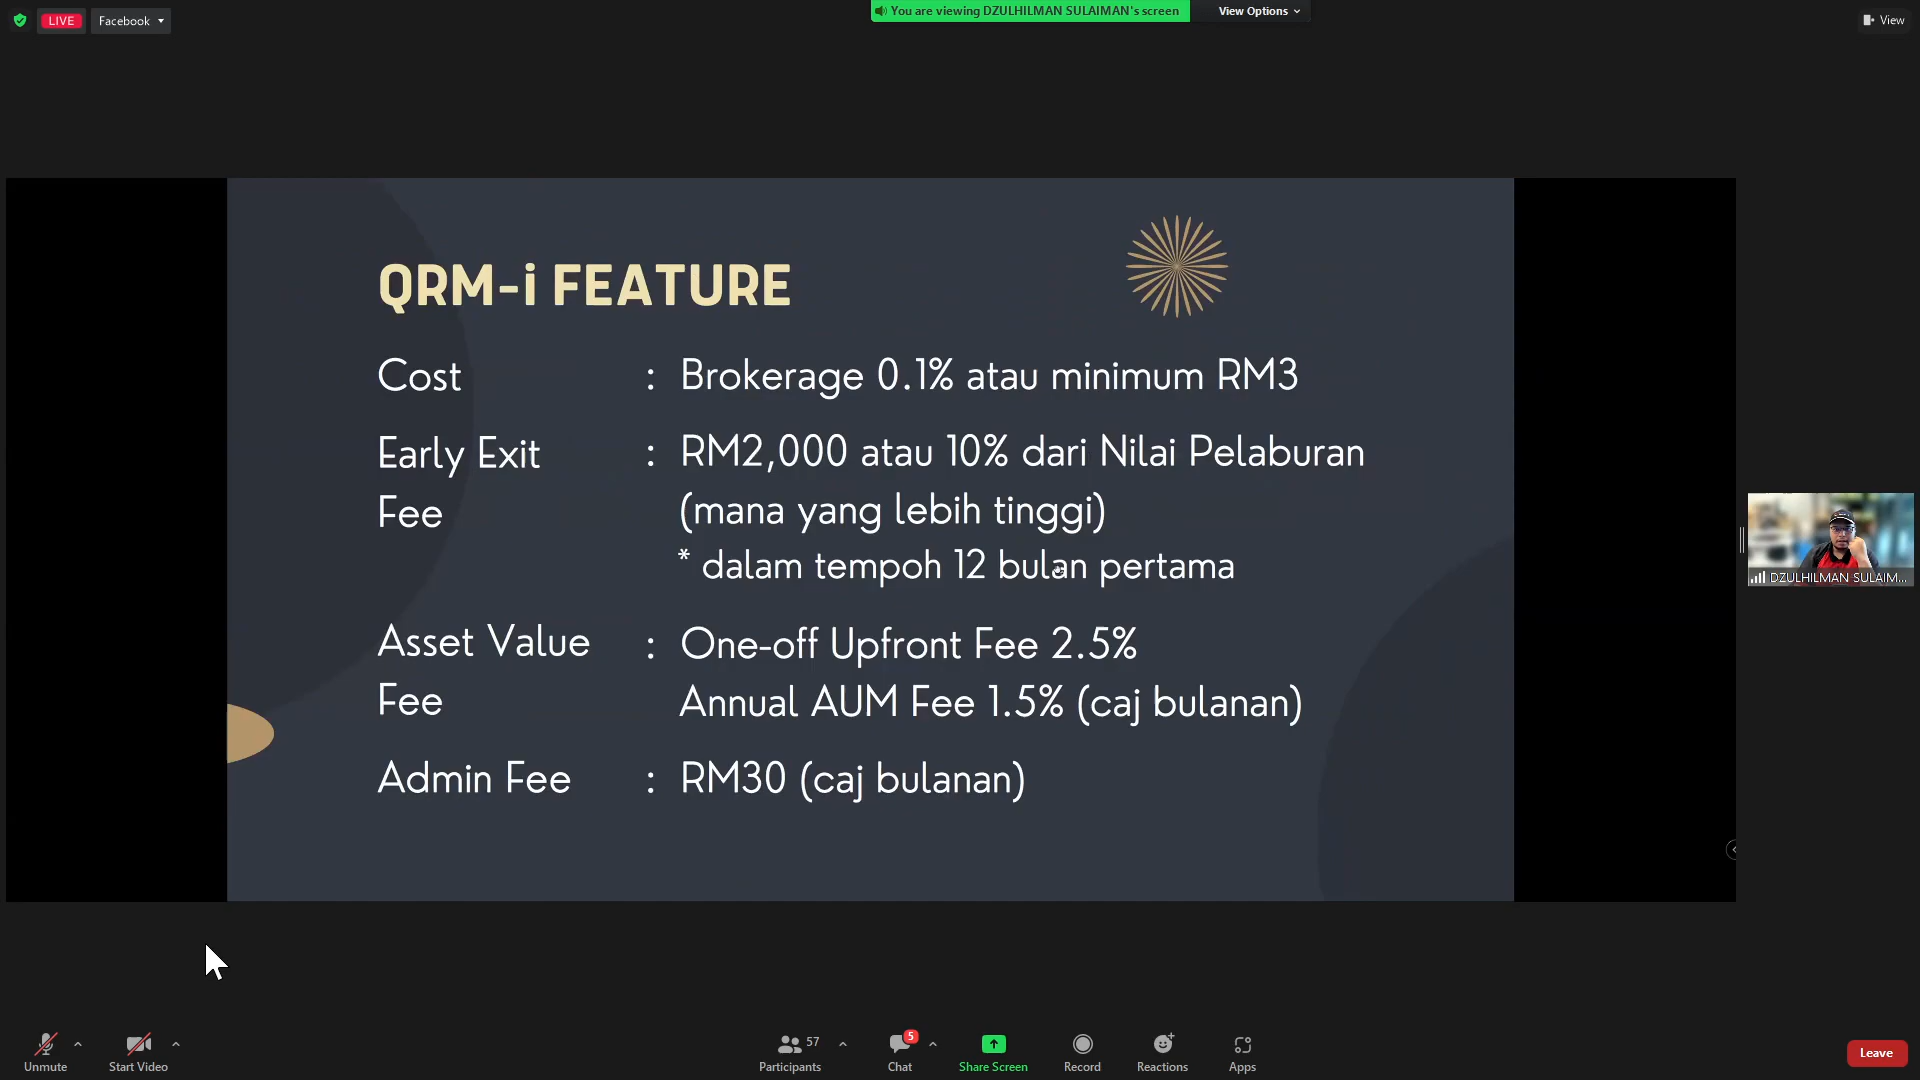 LIVE
Facebook
You are viewing DZULHILMAN SULAIMAN's screen
View Options
View
QRM-i FEATURE
Cost : Brokerage 0.1% atau minimum RM3
Early Exit : RM2,000 atau 10% dari Nilai Pelaburan
Fee (mana yang lebih tinggi)
* dalam tempoh 12 bulan pertama
Asset Value : One-off Upfront Fee 2.5%
Fee Annual AUM Fee 1.5% (caj bulanan)
Admin Fee : RM30 (caj bulanan)
DZULHILMAN SULAIM...
Unmute
Start Video
57
Participants
5
Chat
Share Screen
Record
Reactions
Apps
Leave